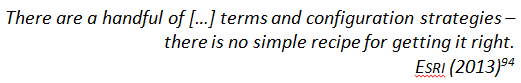 There are a handful of […] terms and configuration strategies –
there is no simple recipe for getting it right.
ESRI (2013)94